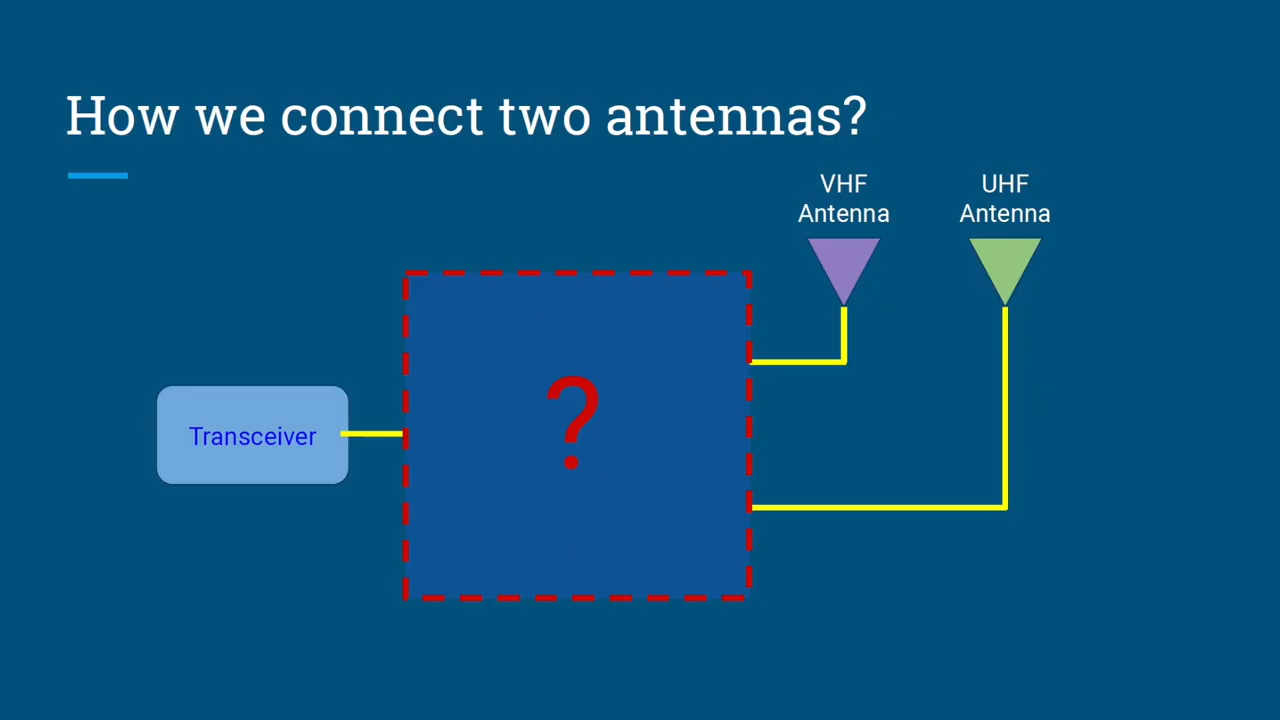 How we connect two antennas?
VHF
Antenna
UHF
Antenna
?
Transceiver